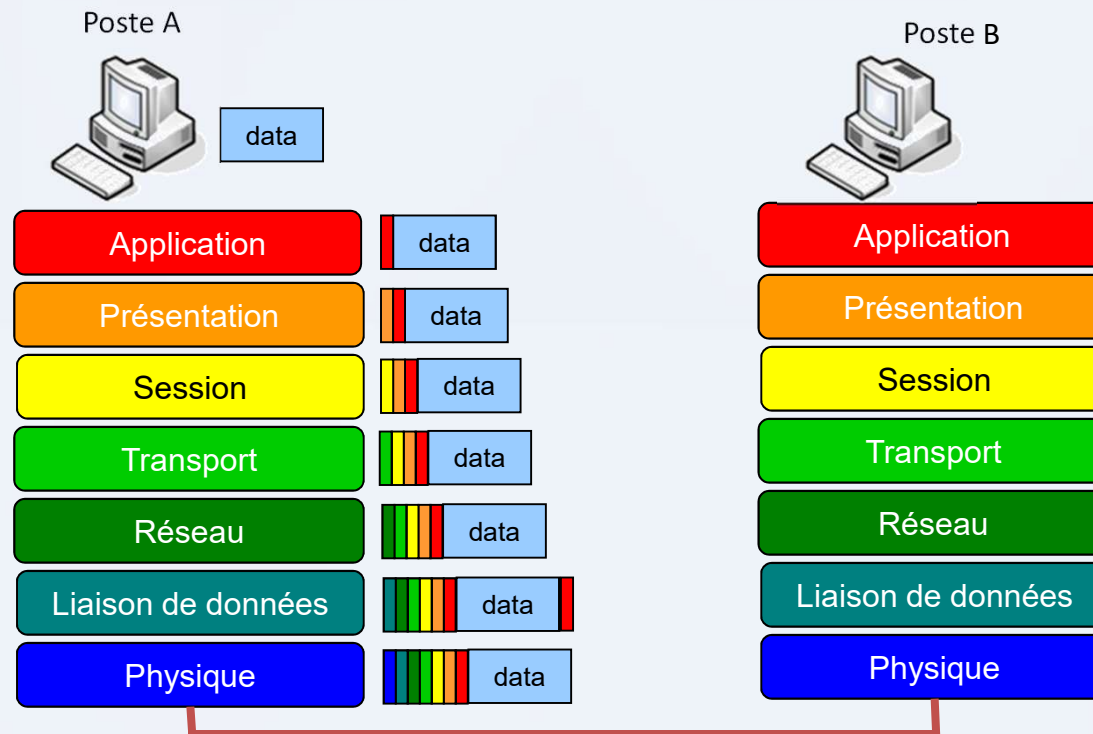 Poste A
Poste B
data
Application
data
Application
Présentation
data
Présentation
Session
data
Session
Transport
data
Transport
Réseau
data
Réseau
Liaison de données
data
Liaison de données
Physique
data
Physique